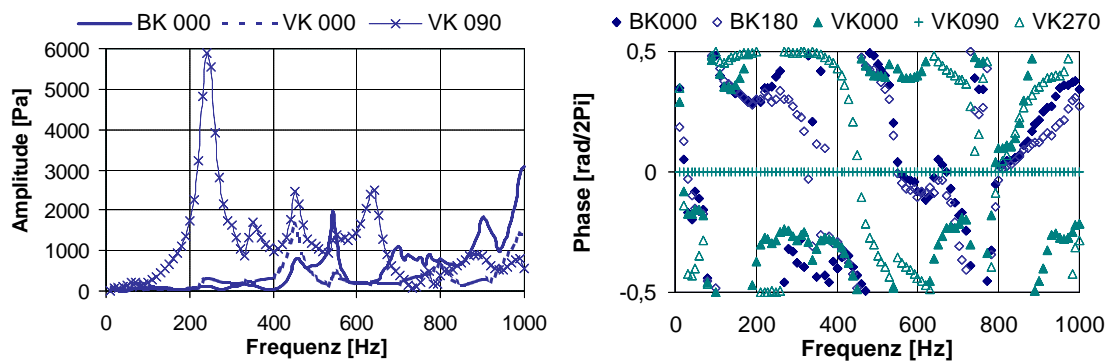 BK 000 VK 000 VK 090
Amplitude [Pa]
6000
5000
4000
3000
2000
1000
0
0 200 400 600 800 1000
Frequenz [Hz]
BK000 BK180 VK000 VK090 VK270
Phase [rad/2Pi]
0,5
0
-0,5
0 200 400 600 800 1000
Frequenz [Hz]